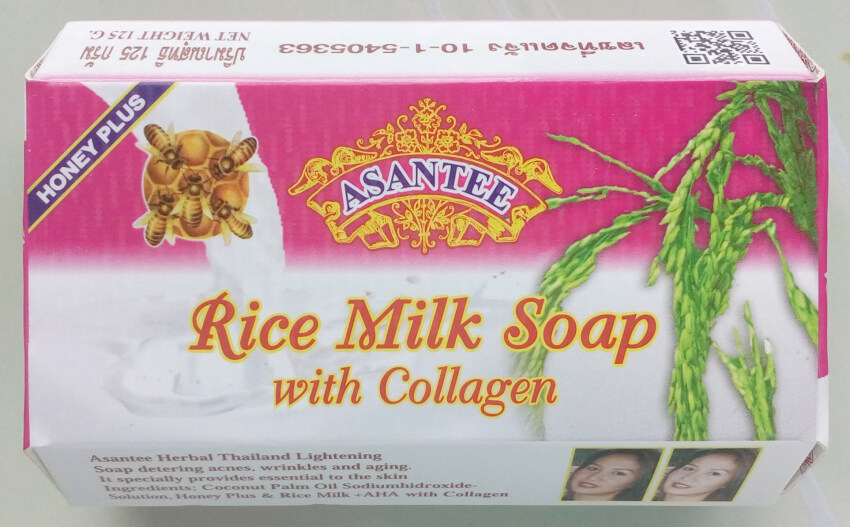 ปริมาณสุทธิ 125 กรัม
NET WEIGHT 125 G.
เลขที่จดแจ้ง 10-1-5405363
HONEY PLUS
ASANTEE
Rice Milk Soap
with Collagen
Asantee Herbal Thailand Lightening
Soap detering acnes, wrinkles and aging.
It specially provides essential to the skin
Ingredients: Coconut Palm Oil Sodiumhidroxide-
Solution, Honey Plus & Rice Milk +AHA with Collagen